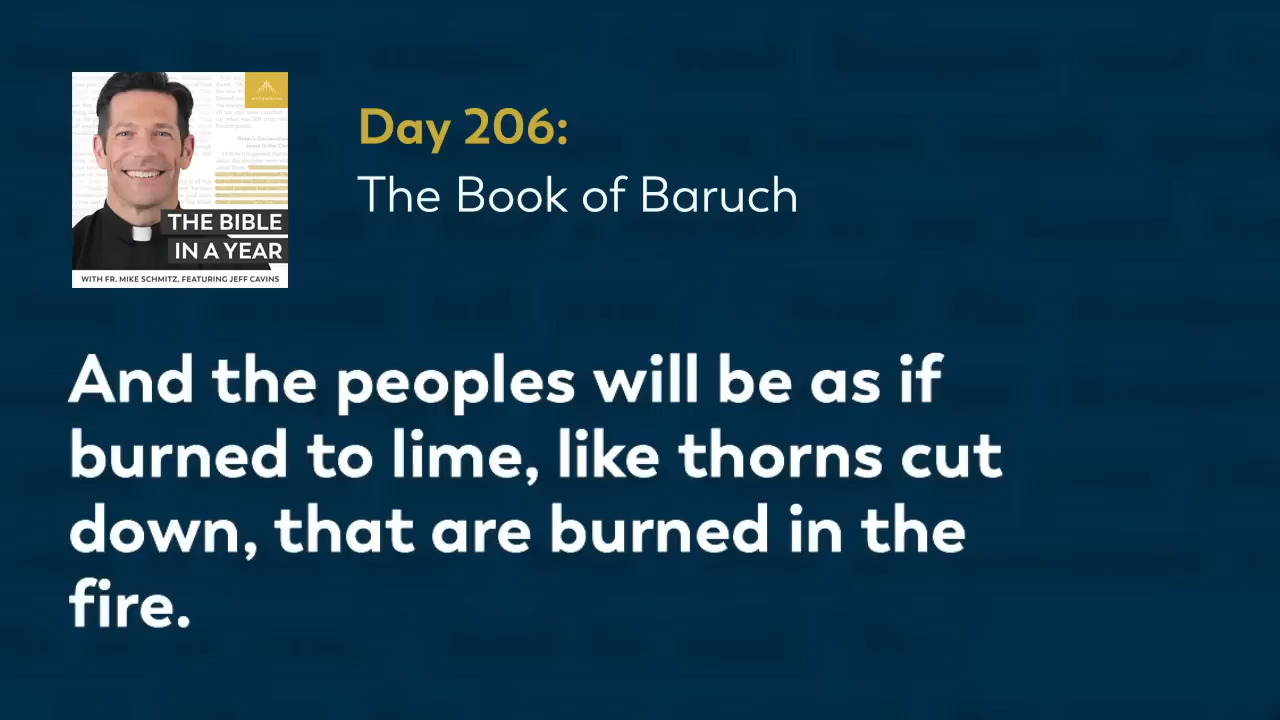 Day 206:
The Book of Baruch
THE BIBLE
IN A YEAR
WITH FR. MIKE SCHMITZ, FEATURING JEFF CAVINS
And the peoples will be as if
burned to lime, like thorns cut
down, that are burned in the
fire.